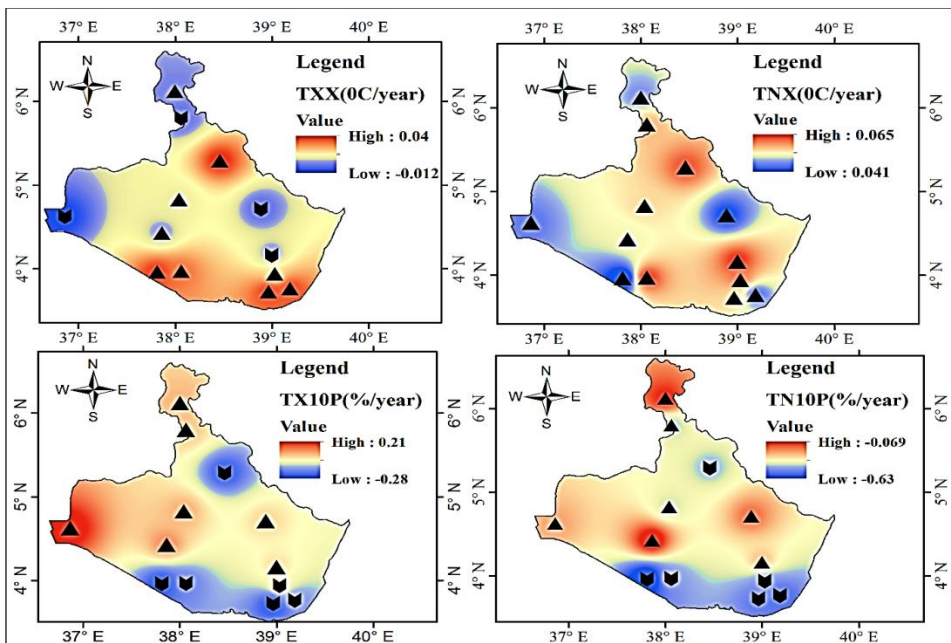 37° E 38° E 39° E 40° E
37° E 38° E 39° E 40° E
N
W E
S
Legend
TXX(0C/year)
Value
High : 0.04
Low : -0.012
6° N
5° N
4° N
N
W E
S
Legend
TNX(0C/year)
Value
High : 0.065
Low : 0.041
6° N
5° N
4° N
37° E 38° E 39° E 40° E
37° E 38° E 39° E 40° E
N
W E
S
Legend
TX10P(%/year)
Value
High : 0.21
Low : -0.28
6° N
5° N
4° N
N
W E
S
Legend
TN10P(%/year)
Value
High : -0.069
Low : -0.63
6° N
5° N
4° N
37° E 38° E 39° E 40° E
37° E 38° E 39° E 40° E